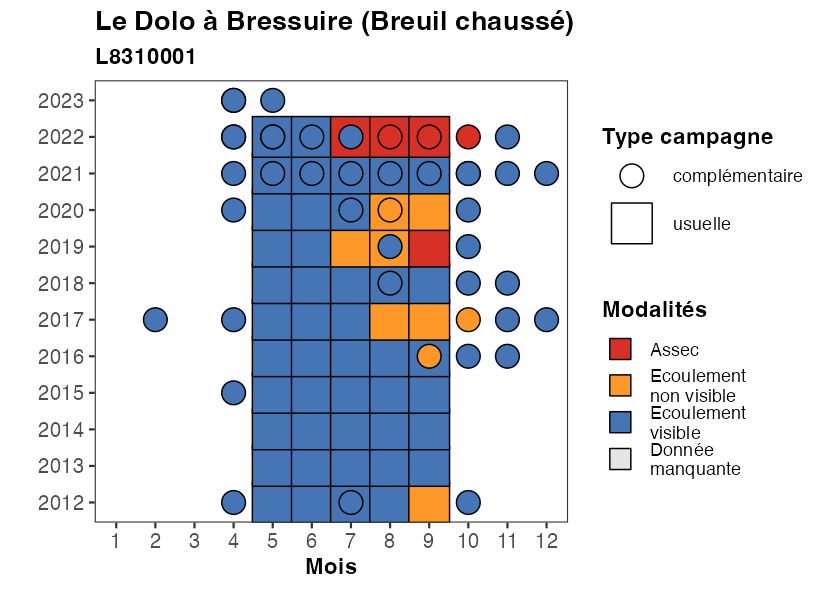 Le Dolo à Bressuire (Breuil chaussé)
L8310001
2023
2022
2021
2020
2019
2018
2017
2016
2015
2014
2013
2012
1 2 3 4 5 6 7 8 9 10 11 12
Mois
Type campagne
complémentaire
usuelle
Modalités
Assec
Ecoulement
non visible
Ecoulement
visible
Donnée
manquante